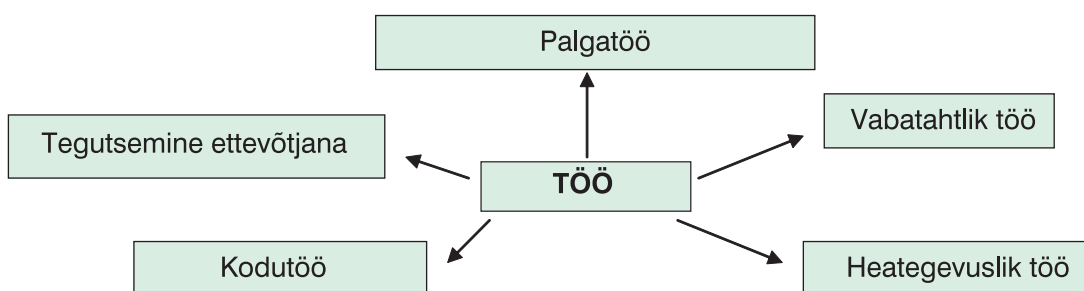 Palgatöö
Vabatahtlik töö
Tegutsemine ettevõtjana
TÖÖ
Kodutöö
Heategevuslik töö